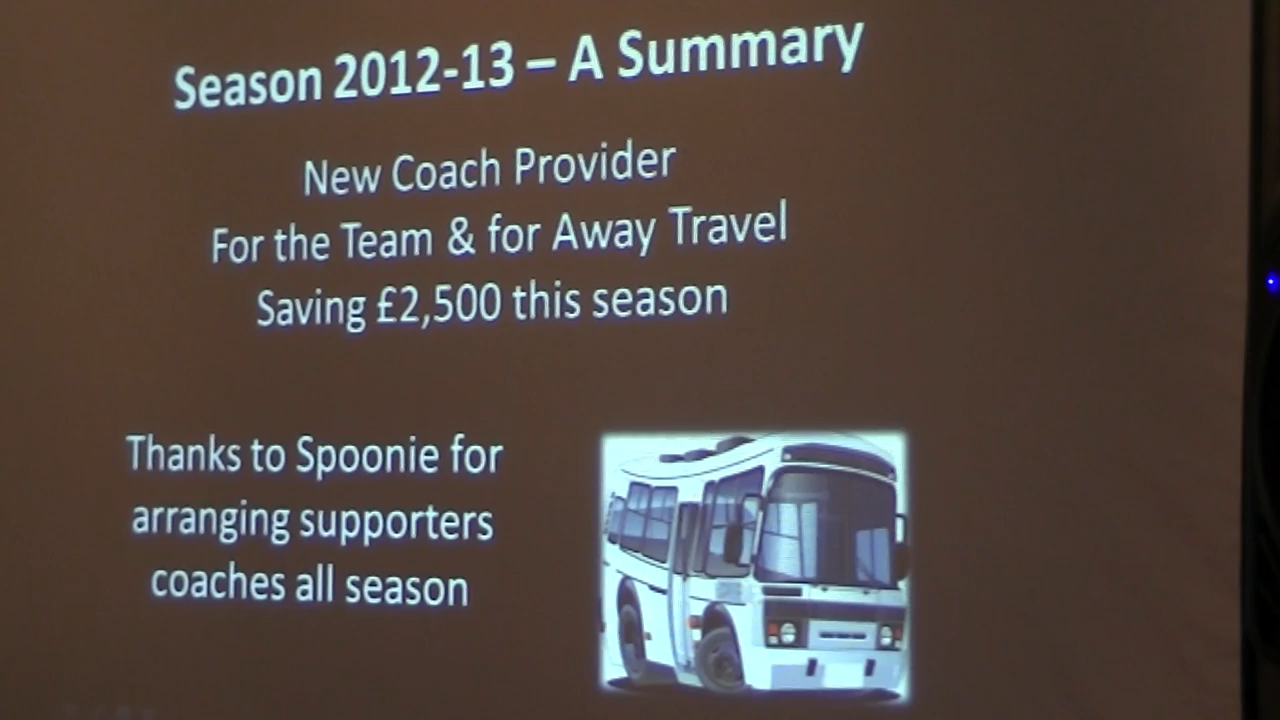 Season 2012-13 – A Summary
New Coach Provider
For the Team & for Away Travel
Saving £2,500 this season
Thanks to Spoonie for
arranging supporters
coaches all season